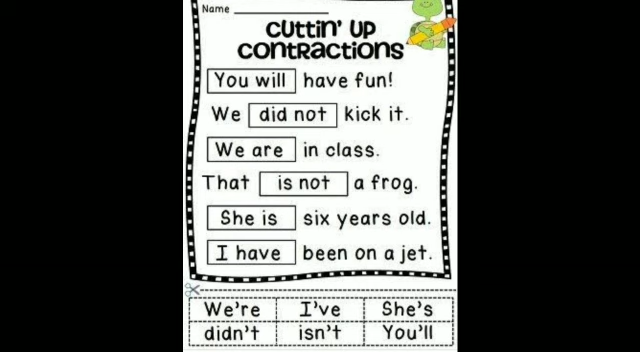 Name
Cuttin' Up
Contractions
You will have fun!
We did not kick it.
We are in class.
That is not a frog.
She is six years old.
I have been on a jet.
We're I've She's
didn't isn't You'll